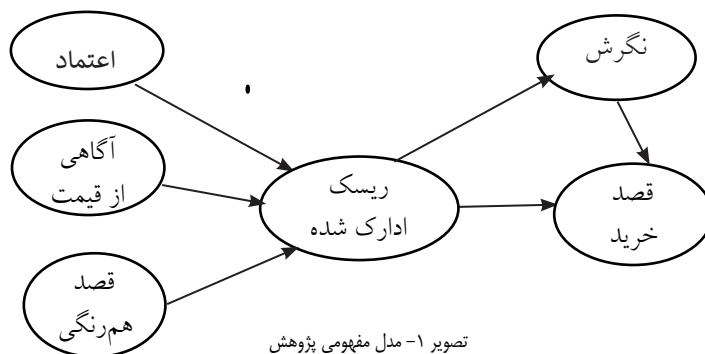 اعتماد
نگرش
آگاهی
از قیمت
ریسک
ادارک شده
قصد
خرید
قصد
هم‌رنگی
تصویر ۱- مدل مفهومی پژوهش